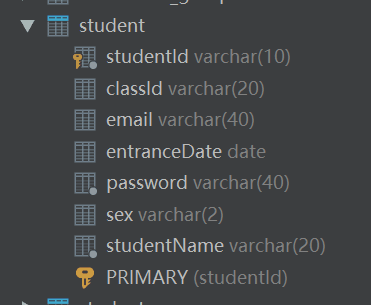 student
studentId varchar(10)
classId varchar(20)
email varchar(40)
entranceDate date
password varchar(40)
sex varchar(2)
studentName varchar(20)
PRIMARY (studentId)